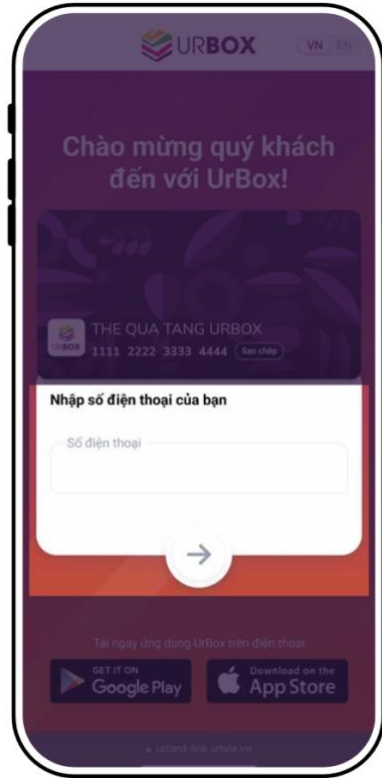 URBOX
VN EN
Chào mừng quý khách
đến với UrBox!
URBOX
THE QUA TANG URBOX
1111 2222 3333 4444 Sao chép
Nhập số điện thoại của bạn
Số điện thoại
Tải ngay ứng dụng UrBox trên điện thoại
GET IT ON
Google Play
Download on the
App Store
urcard-link.urbox.vn